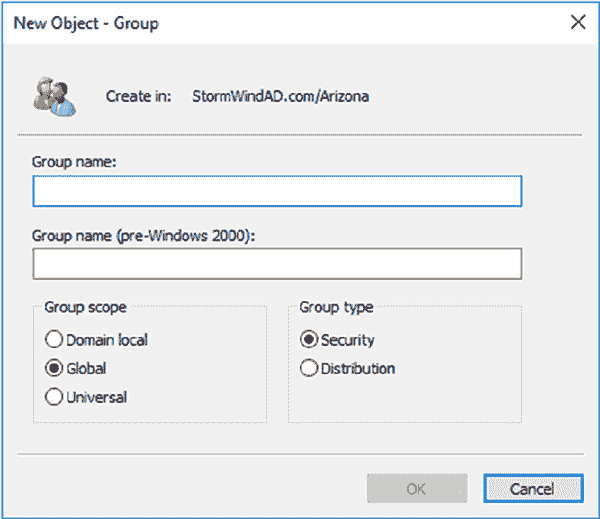 New Object - Group
Create in: StormWindAD.com/Arizona
Group name:
Group name (pre-Windows 2000):
Group scope
Domain local
Global
Universal
Group type
Security
Distribution
OK
Cancel